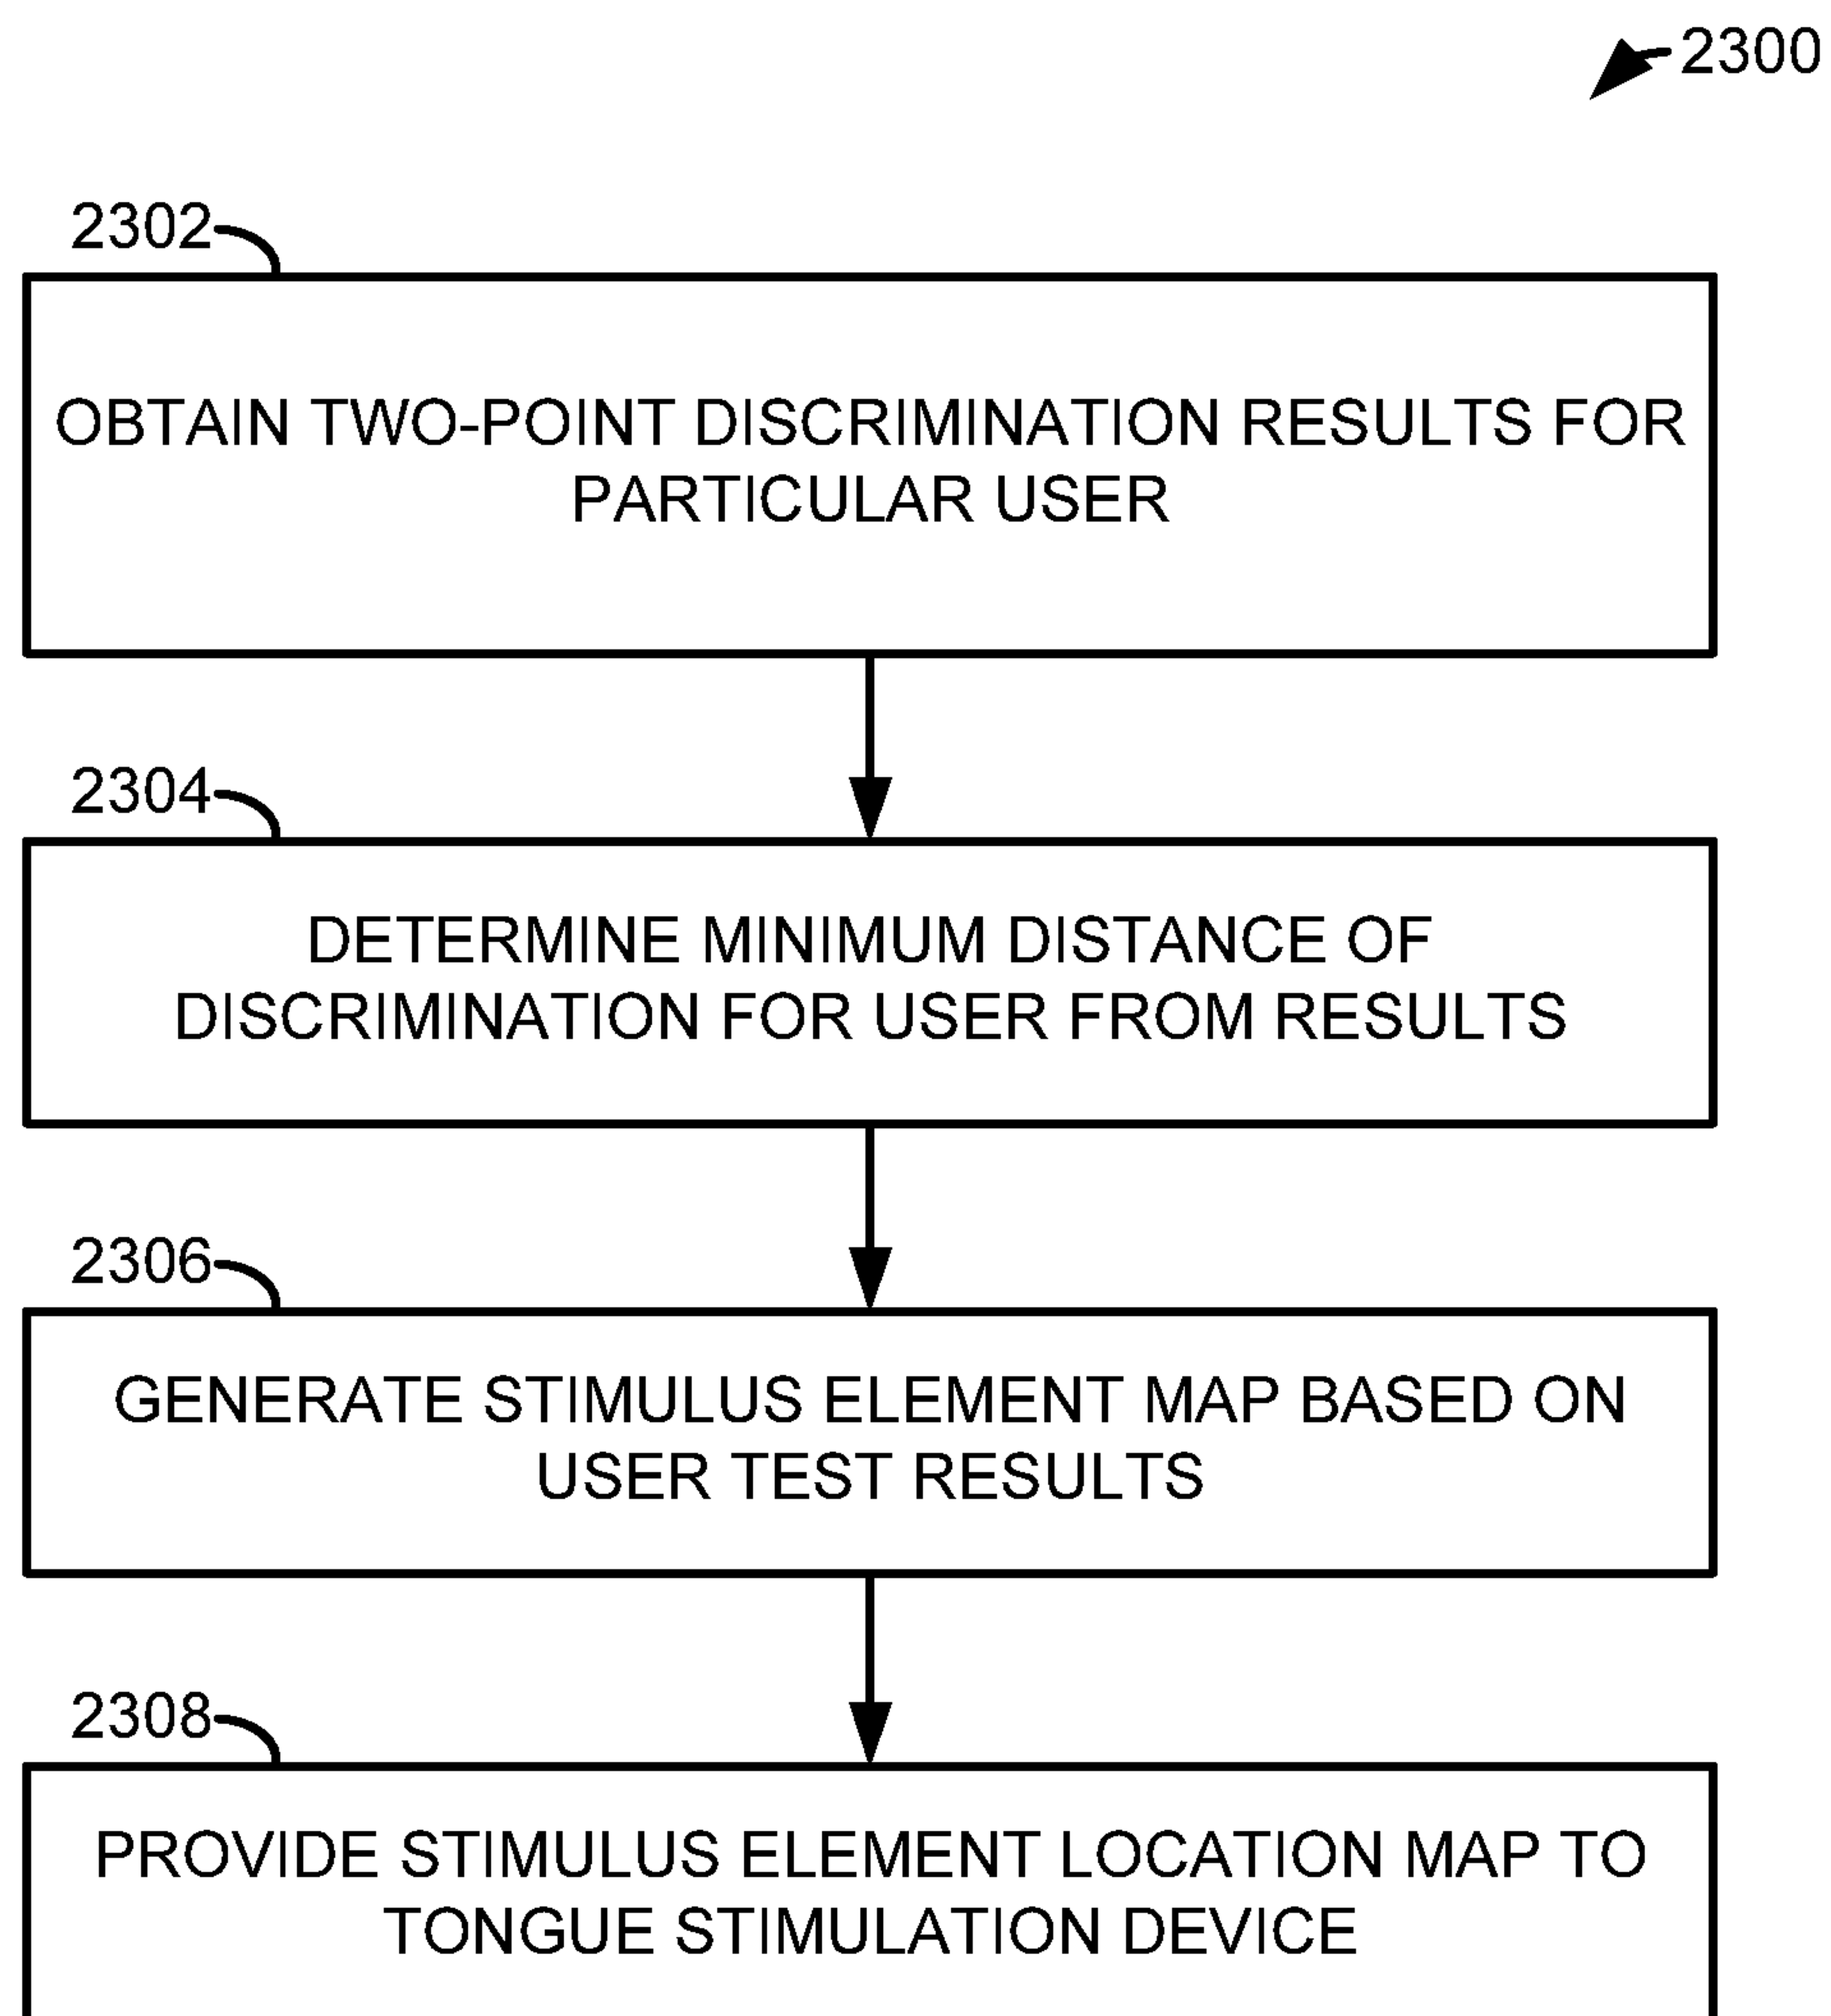 2300
2302
OBTAIN TWO-POINT DISCRIMINATION RESULTS FOR
PARTICULAR USER
2304
DETERMINE MINIMUM DISTANCE OF
DISCRIMINATION FOR USER FROM RESULTS
2306
GENERATE STIMULUS ELEMENT MAP BASED ON
USER TEST RESULTS
2308
PROVIDE STIMULUS ELEMENT LOCATION MAP TO
TONGUE STIMULATION DEVICE